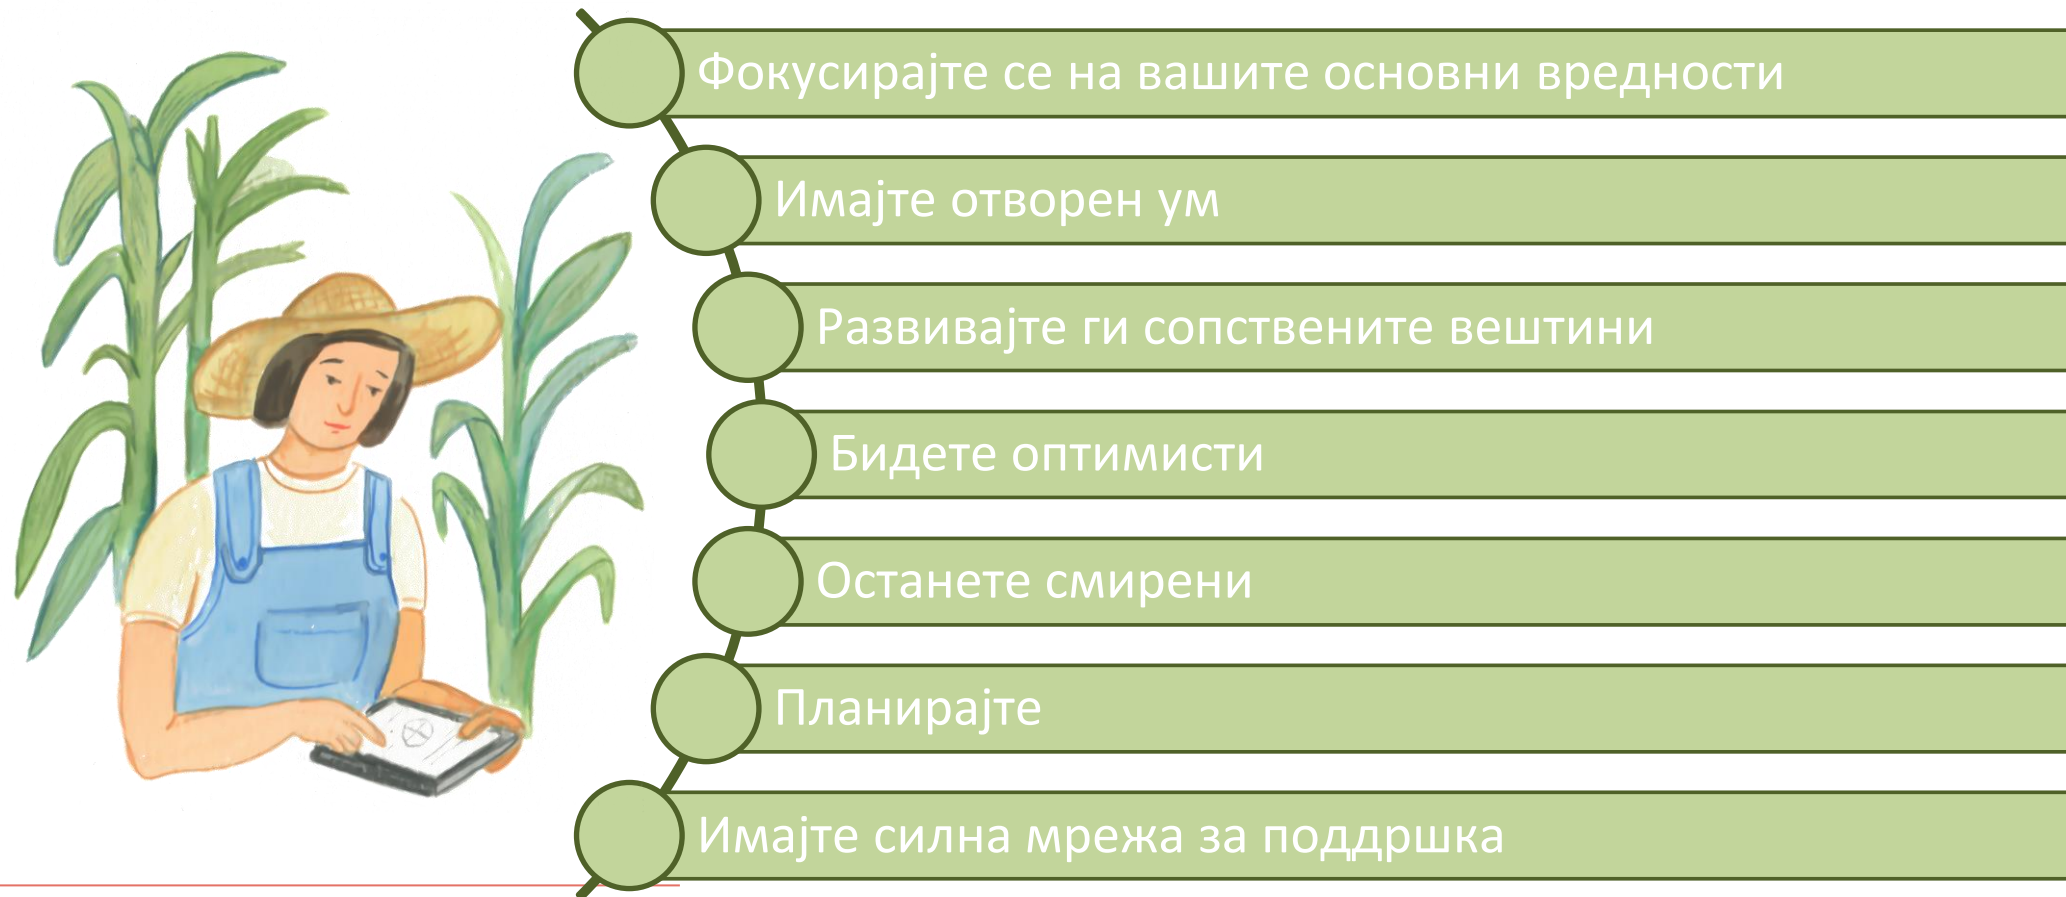 Фокусирајте се на вашите основни вредности
Имајте отворен ум
Развивајте ги сопствените вештини
Бидете оптимисти
Останете смирени
Планирајте
Имајте силна мрежа за поддршка